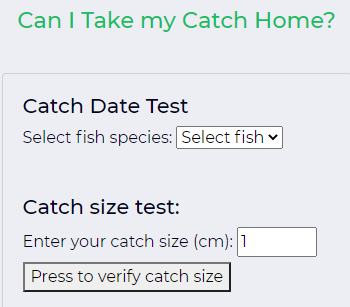 Can I Take my Catch Home?
Catch Date Test
Select fish species: Select fish
Catch size test:
Enter your catch size (cm): 1
Press to verify catch size